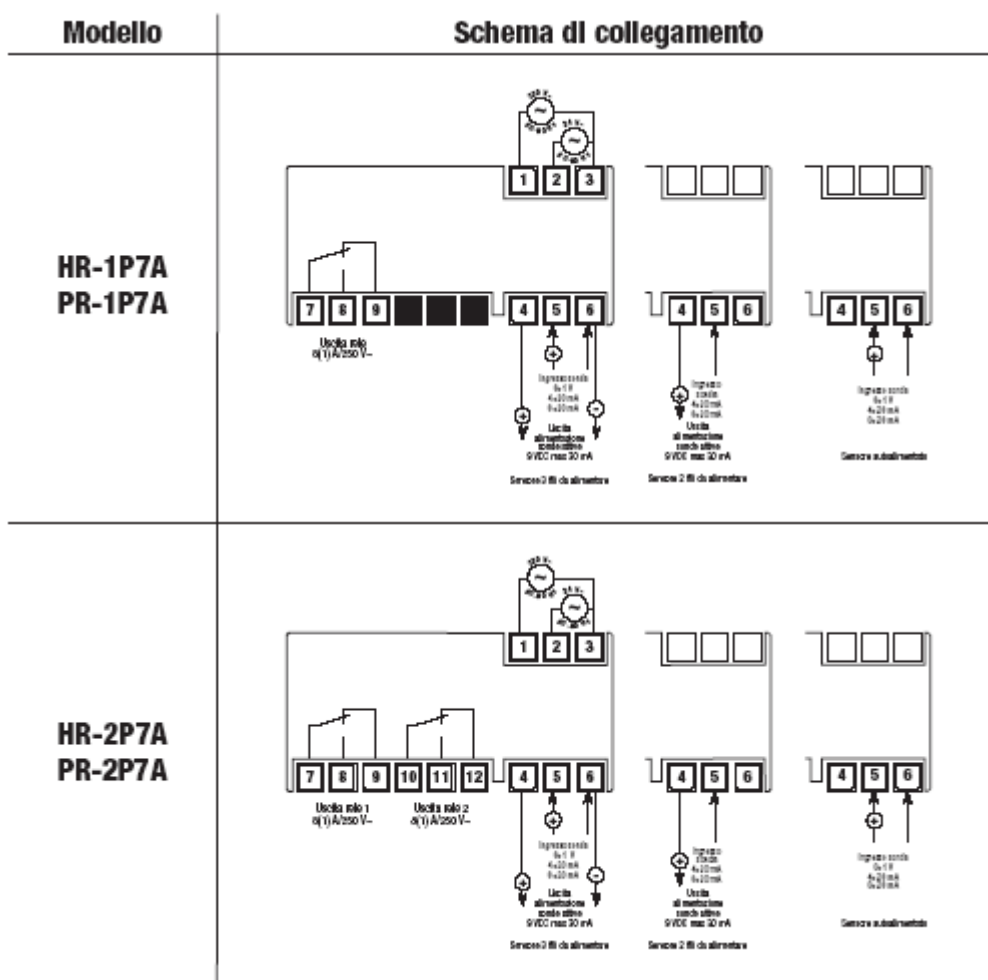 Modello
Schema di collegamento
24 V~
1 2 3
HR-1P7A
PR-1P7A
7 8 9 4 5 6
4 5 6
4 5 6
Uscita relè
8(1) A/250 V~
Ingresso sonda
0÷1 V
4÷20 mA
0÷20 mA
Uscita
alimentazione
sonde attive
9 VDC max 30 mA
Sensore 3 fili da alimentare
Ingresso
sonda
4÷20 mA
0÷20 mA
Uscita
alimentazione
sonde attive
9 VDC max 30 mA
Sensore 2 fili da alimentare
Ingresso sonda
0÷1 V
4÷20 mA
0÷20 mA
Sensore autoalimentato
24 V~
1 2 3
HR-2P7A
PR-2P7A
7 8 9 10 11 12 4 5 6
4 5 6
4 5 6
Uscita relè 1
8(1) A/250 V~
Uscita relè 2
8(1) A/250 V~
Ingresso sonda
0÷1 V
4÷20 mA
0÷20 mA
Uscita
alimentazione
sonde attive
9 VDC max 30 mA
Sensore 3 fili da alimentare
Ingresso
sonda
4÷20 mA
0÷20 mA
Uscita
alimentazione
sonde attive
9 VDC max 30 mA
Sensore 2 fili da alimentare
Ingresso sonda
0÷1 V
4÷20 mA
0÷20 mA
Sensore autoalimentato